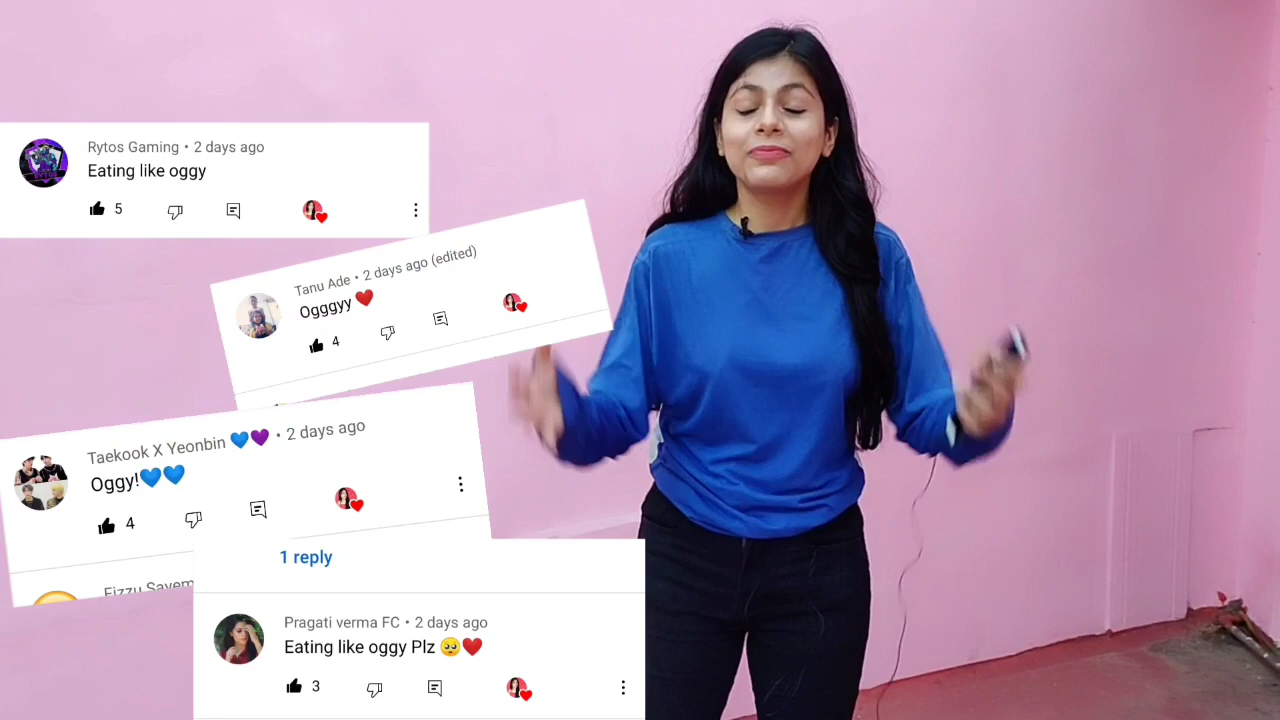 Rytos Gaming • 2 days ago
Eating like oggy
5
Tanu Ade • 2 days ago (edited)
Ogggyy ❤️
4
Taekook X Yeonbin 💙💜 • 2 days ago
Oggy!💙💙
4
1 reply
Pragati verma FC • 2 days ago
Eating like oggy Plz 🥺❤️
3